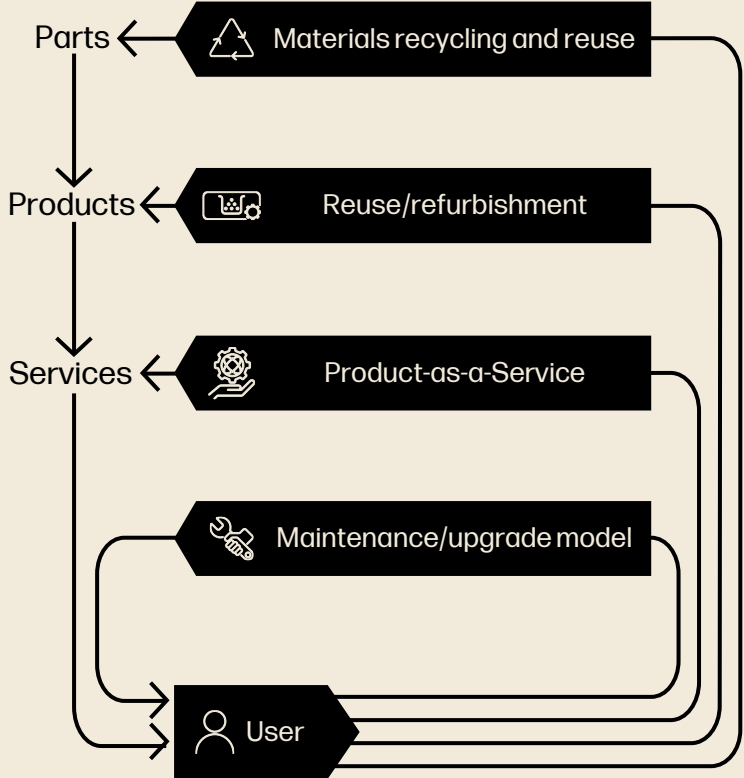 Parts
Materials recycling and reuse
Products
Reuse/refurbishment
Services
Product-as-a-Service
Maintenance/upgrade model
User